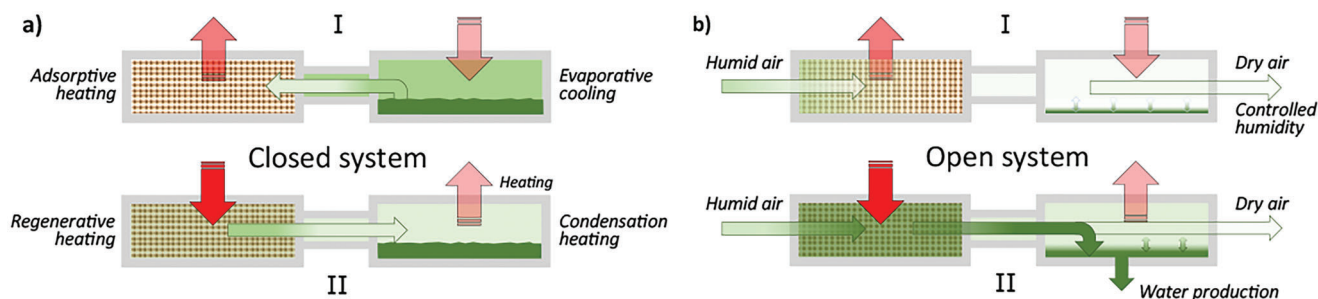 a)
I
Adsorptive
heating
Evaporative
cooling
Closed system
Heating
Regenerative
heating
Condensation
heating
II
b)
I
Humid air
Dry air
Controlled
humidity
Open system
Humid air
Dry air
II
Water production